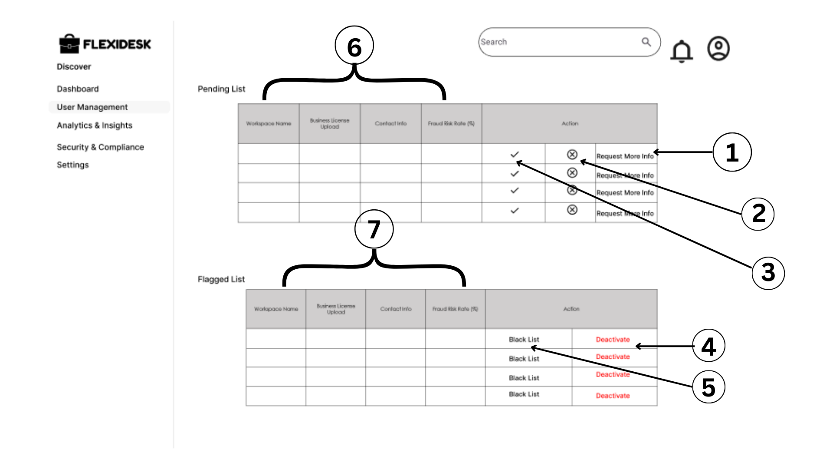 FLEXIDESK
Search
Discover
Dashboard
User Management
Analytics & Insights
Security & Compliance
Settings
6
Pending List
Workspace Name
Business License
Upload
Contact Info
Fraud Risk Rate (%)
Action
Request More Info
Request More Info
Request More Info
Request More Info
1
2
3
7
Flagged List
Workspace Name
Business License
Upload
Contact Info
Fraud Risk Rate (%)
Action
Black List Deactivate
Black List Deactivate
Black List Deactivate
Black List Deactivate
4
5